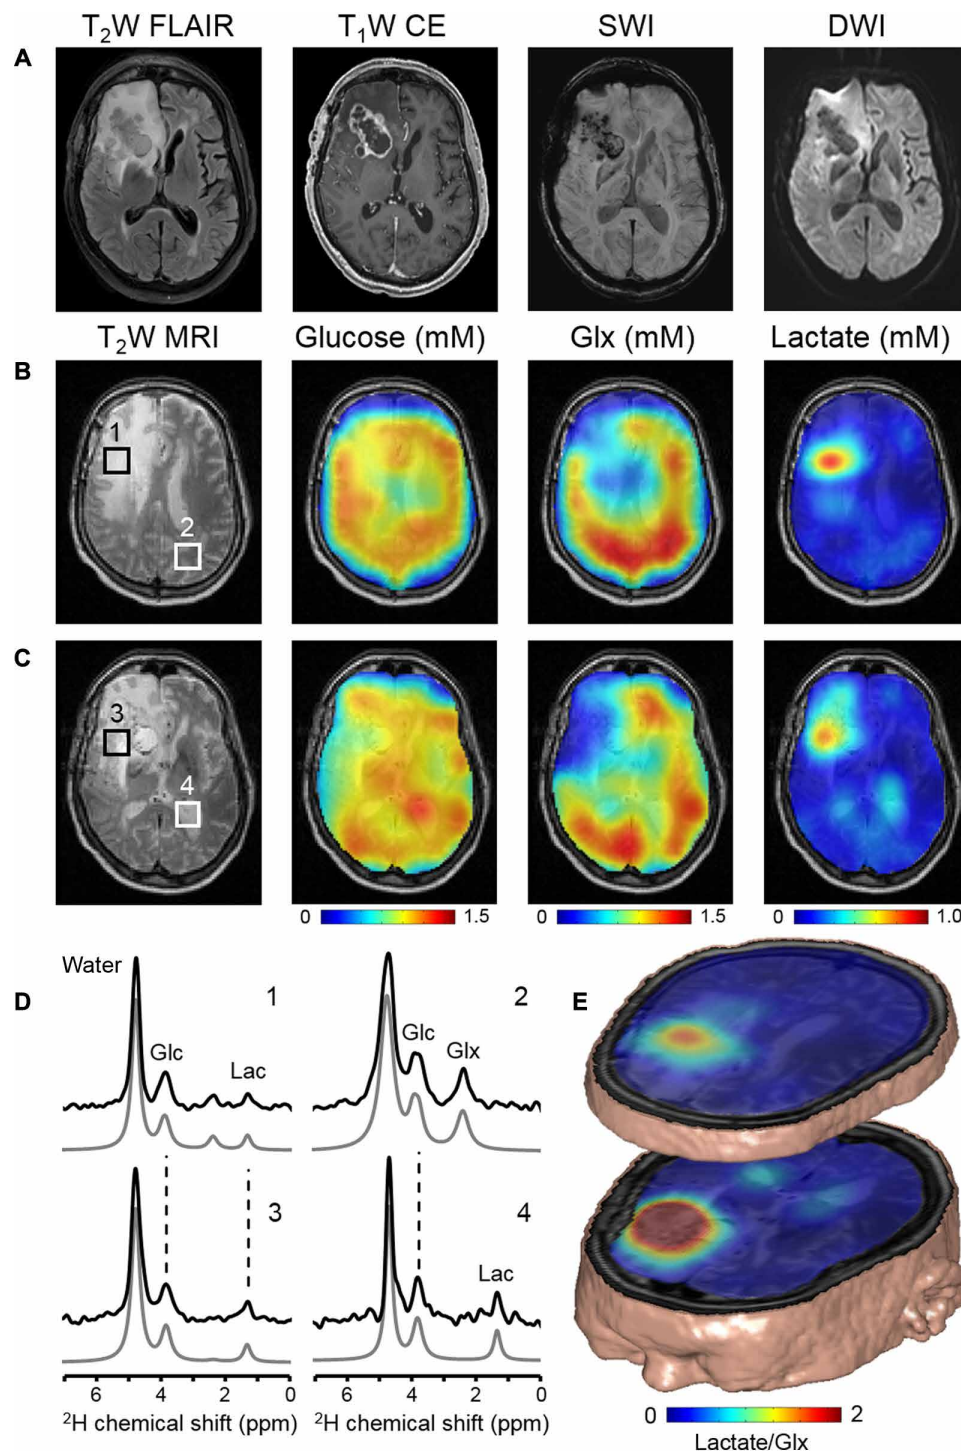 T₂W FLAIR T₁W CE SWI DWI
A
T₂W MRI Glucose (mM) Glx (mM) Lactate (mM)
B
1
2
C
3
4
0 1.5 0 1.5 0 1.0
D
Water
1
Glc
Lac
2
Glc
Glx
E
3
4
Lac
6 4 2 0 6 4 2 0
²H chemical shift (ppm) ²H chemical shift (ppm)
0 2
Lactate/Glx